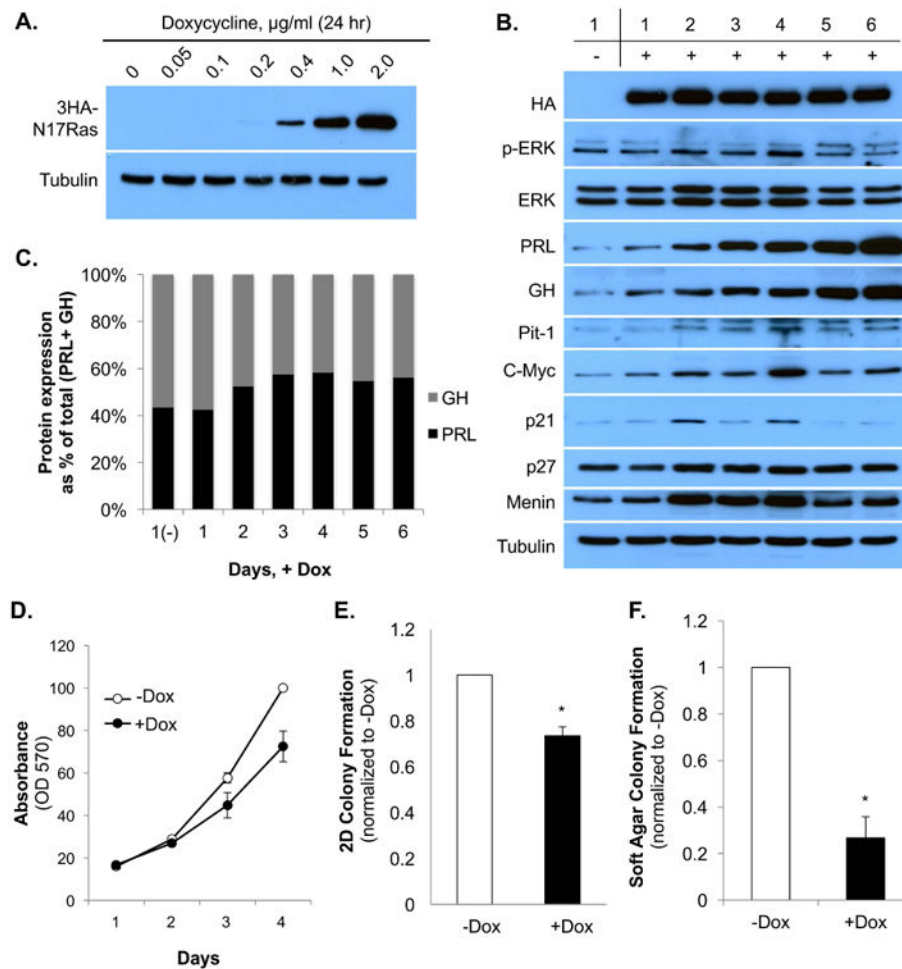 A.
Doxycycline, µg/ml (24 hr)
0 0.05 0.1 0.2 0.4 1.0 2.0
3HA-
N17Ras
Tubulin
B.
1 1 2 3 4 5 6
- + + + + + +
HA
p-ERK
ERK
PRL
GH
Pit-1
C-Myc
p21
p27
Menin
Tubulin
C.
Protein expression
as % of total (PRL+ GH)
100%
80%
60%
40%
20%
0%
GH
PRL
1(-) 1 2 3 4 5 6
Days, + Dox
D.
Absorbance
(OD 570)
120
100
80
60
40
20
0
-Dox
+Dox
1 2 3 4
Days
E.
2D Colony Formation
(normalized to -Dox)
1.2
1
0.8
0.6
0.4
0.2
0
*
-Dox +Dox
F.
Soft Agar Colony Formation
(normalized to -Dox)
1.2
1
0.8
0.6
0.4
0.2
0
*
-Dox +Dox